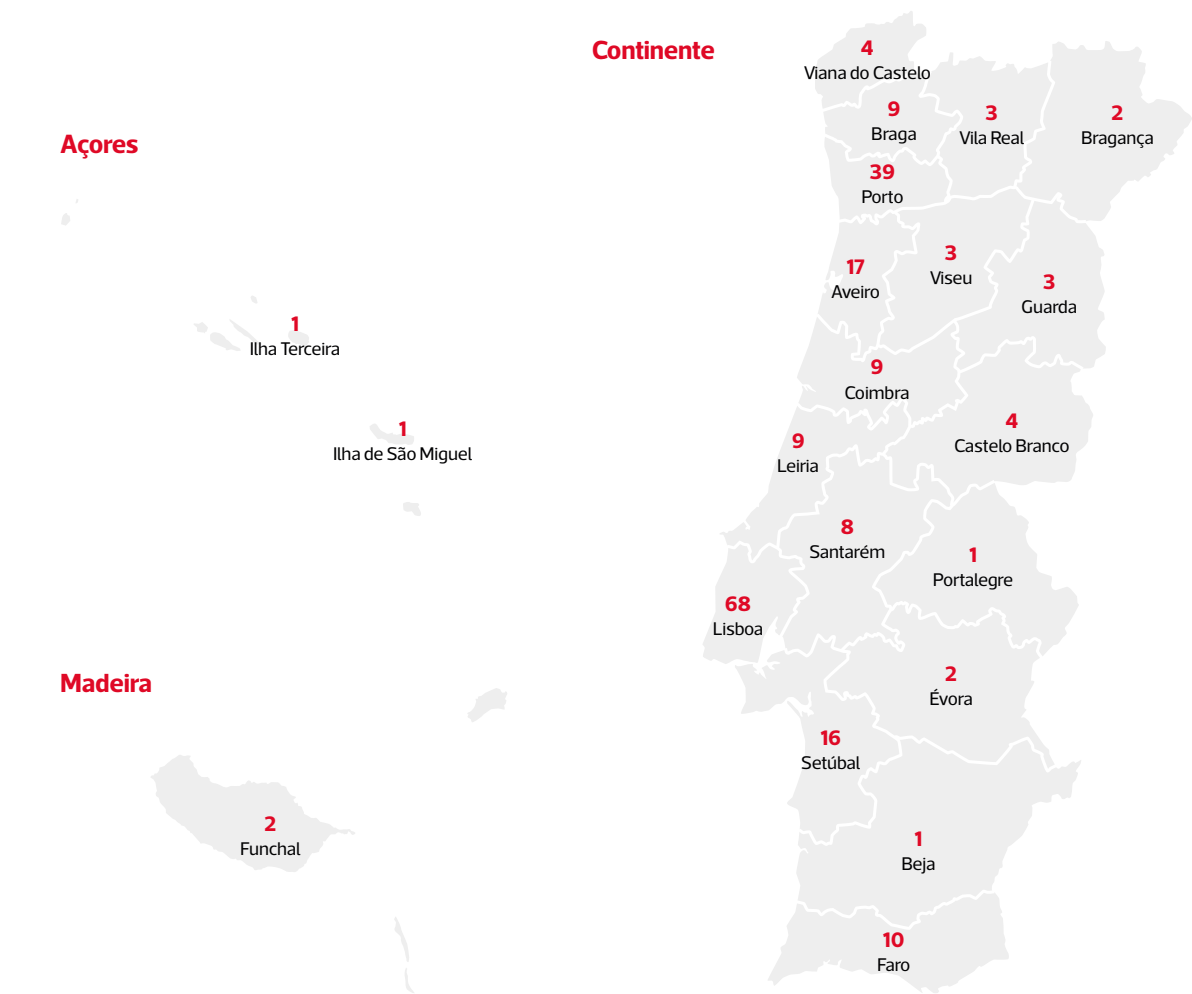 Continente
4
Viana do Castelo
9
Braga
3
Vila Real
2
Bragança
39
Porto
17
Aveiro
3
Viseu
3
Guarda
9
Coimbra
4
Castelo Branco
9
Leiria
8
Santarém
1
Portalegre
68
Lisboa
2
Évora
16
Setúbal
1
Beja
10
Faro
Açores
1
Ilha Terceira
1
Ilha de São Miguel
Madeira
2
Funchal